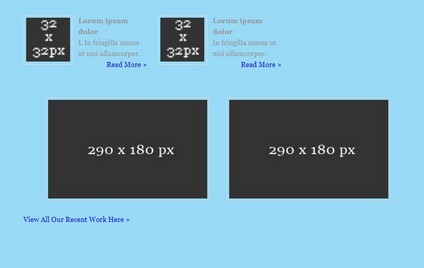 32
x
32px
Lorum ipsum
dolor
L In fringilla massa
ut nisi ullamcorper.
Read More »
32
x
32px
Lorum ipsum
dolor
In fringilla massa ut
nisi ullamcorper.
Read More »
290 x 180 px
290 x 180 px
View All Our Recent Work Here »